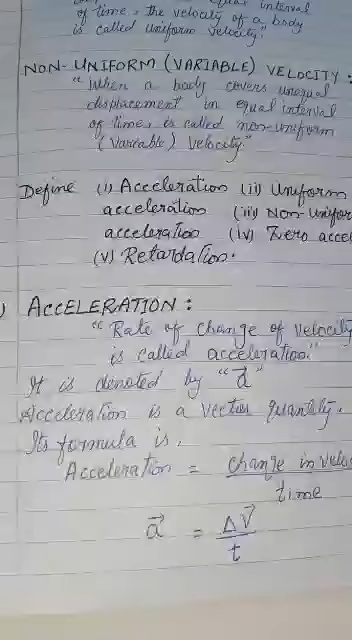 equal interval
of time, the velocity of a body
is called uniform velocity."
NON-UNIFORM (VARIABLE) VELOCITY :
"When a body covers unequal
displacement in equal interval
of time, is called non-uniform
(Variable) Velocity."
Define (i) Acceleration (ii) Uniform
acceleration (iii) Non-Unifor
acceleration (iv) Zero accel
(v) Retardation.
) ACCELERATION :
"Rate of change of velocity
is called acceleration."
It is denoted by "a⃗"
Acceleration is a vector quantity.
Its formula is,
Acceleration = change in veloc
time
a⃗ = ΔV⃗
t